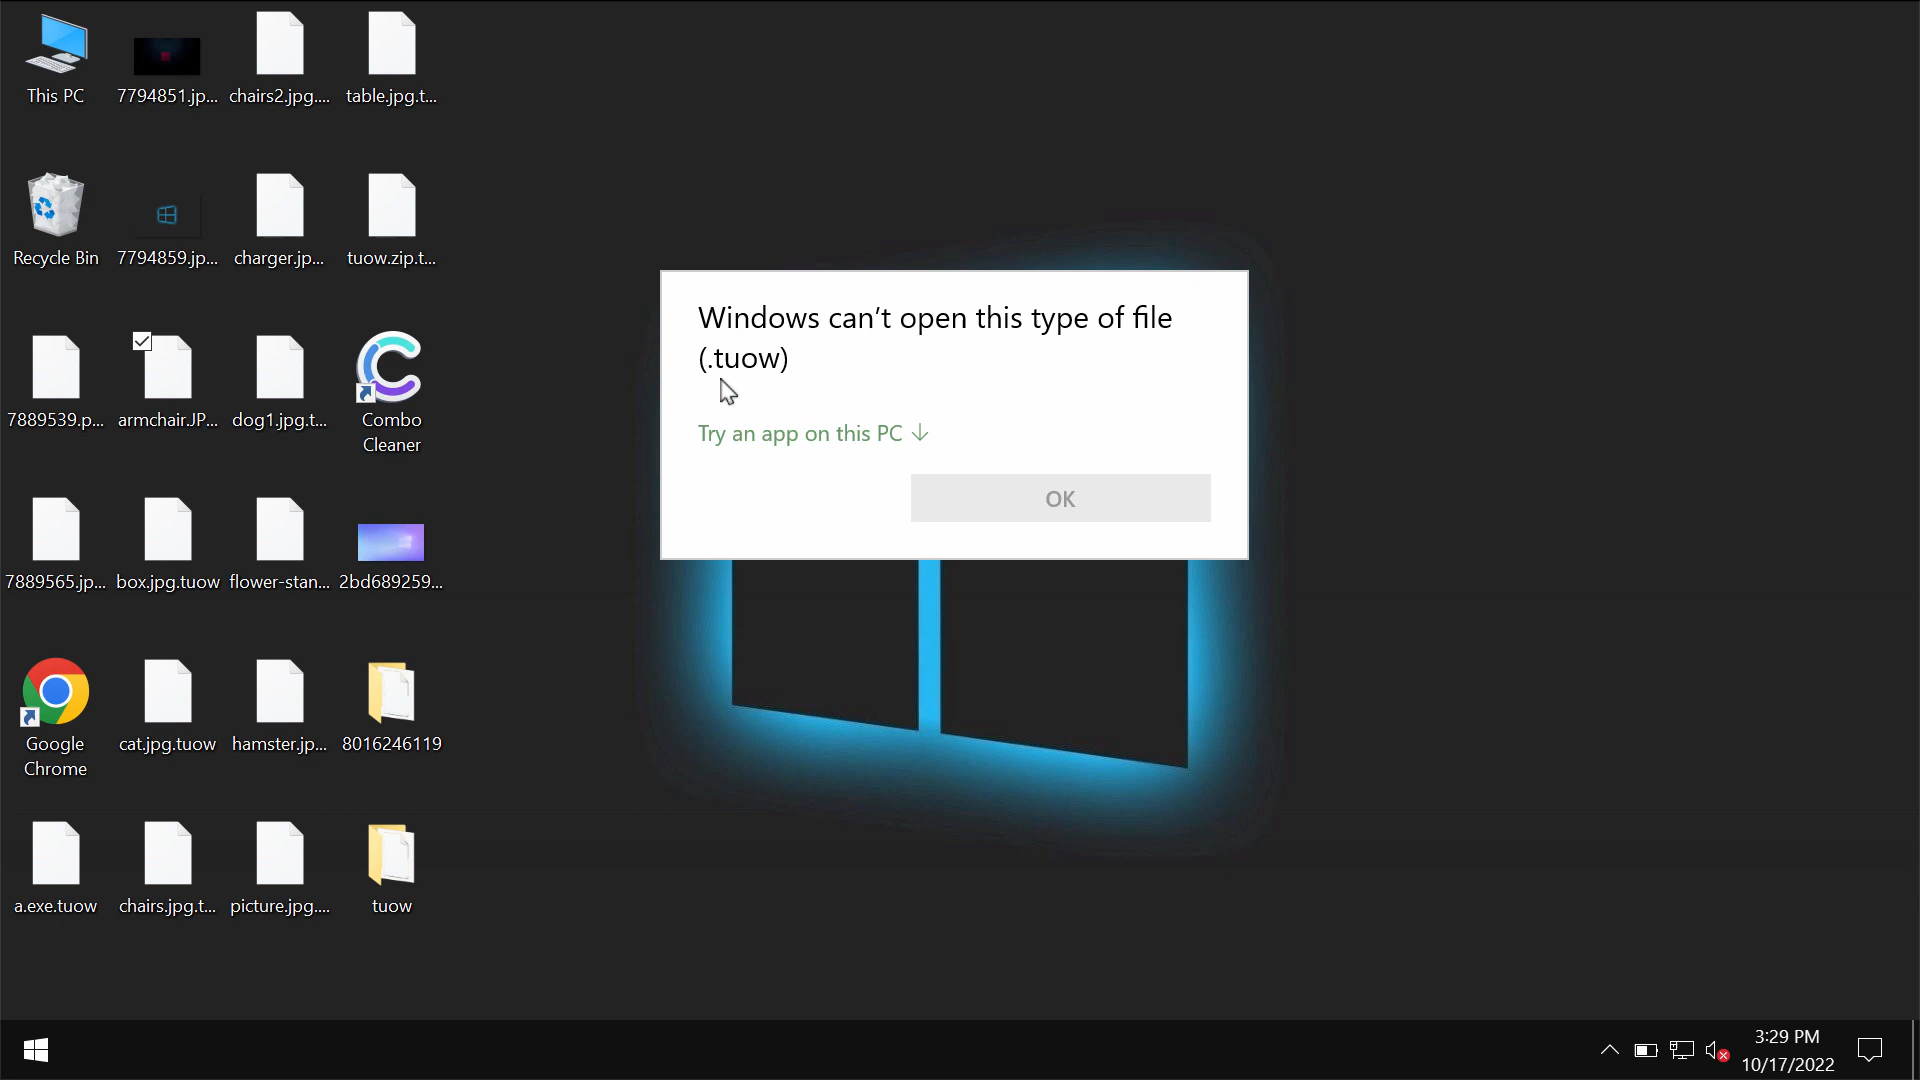 This PC
7794851.jp...
chairs2.jpg....
table.jpg.t...
Recycle Bin
7794859.jp...
charger.jp...
tuow.zip.t...
7889539.p...
armchair.JP...
dog1.jpg.t...
Combo
Cleaner
7889565.jp...
box.jpg.tuow
flower-stan...
2bd689259...
Google
Chrome
cat.jpg.tuow
hamster.jp...
8016246119
a.exe.tuow
chairs.jpg.t...
picture.jpg....
tuow
Windows can't open this type of file
(.tuow)
Try an app on this PC ↓
OK
3:29 PM
10/17/2022